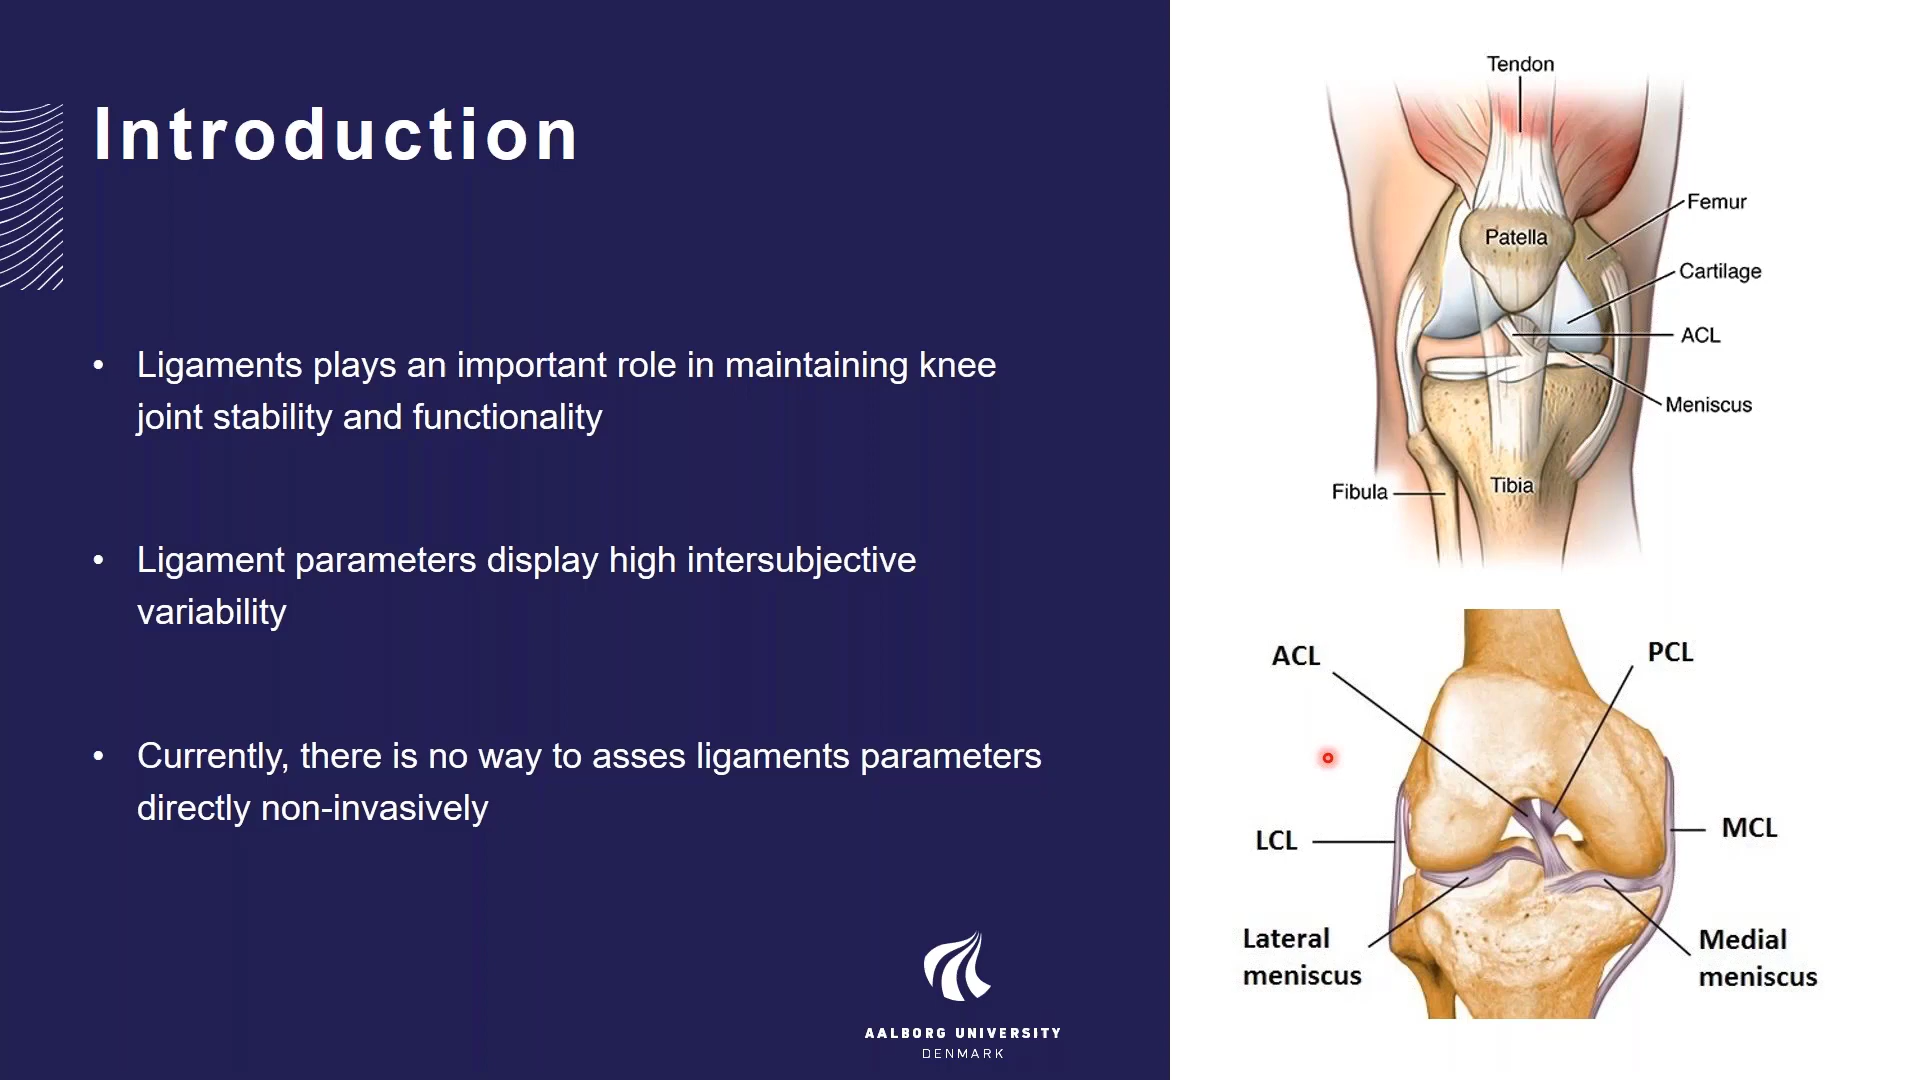 Introduction
• Ligaments plays an important role in maintaining knee
joint stability and functionality
• Ligament parameters display high intersubjective
variability
• Currently, there is no way to asses ligaments parameters
directly non-invasively
AALBORG UNIVERSITY
DENMARK
Tendon
Femur
Patella
Cartilage
ACL
Meniscus
Tibia
Fibula
ACL
PCL
LCL
MCL
Lateral
meniscus
Medial
meniscus